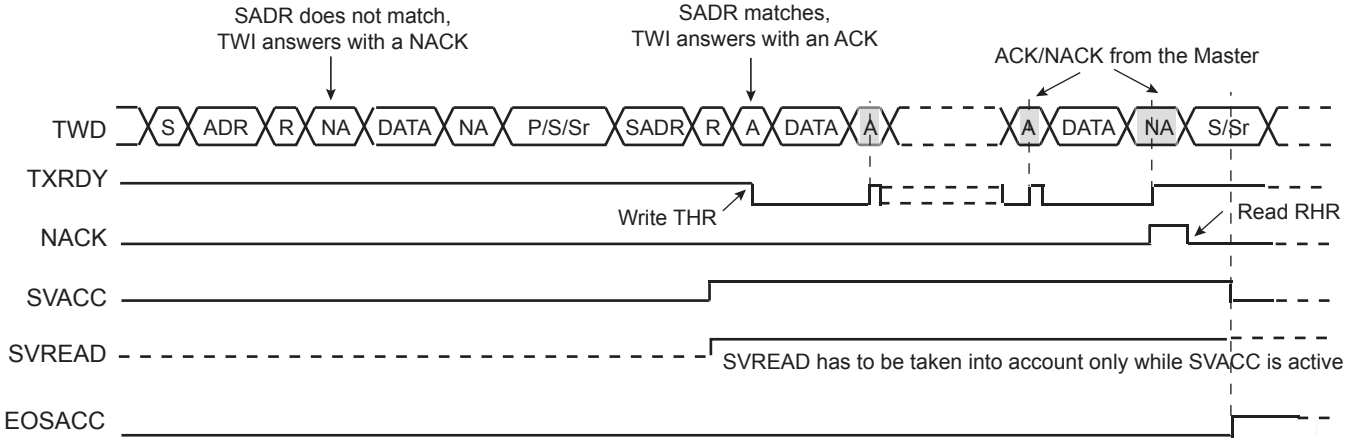 SADR does not match,
TWI answers with a NACK
SADR matches,
TWI answers with an ACK
ACK/NACK from the Master
TWD S ADR R NA DATA NA P/S/Sr SADR R A DATA A A DATA NA S/Sr
TXRDY
Write THR
Read RHR
NACK
SVACC
SVREAD
SVREAD has to be taken into account only while SVACC is active
EOSACC